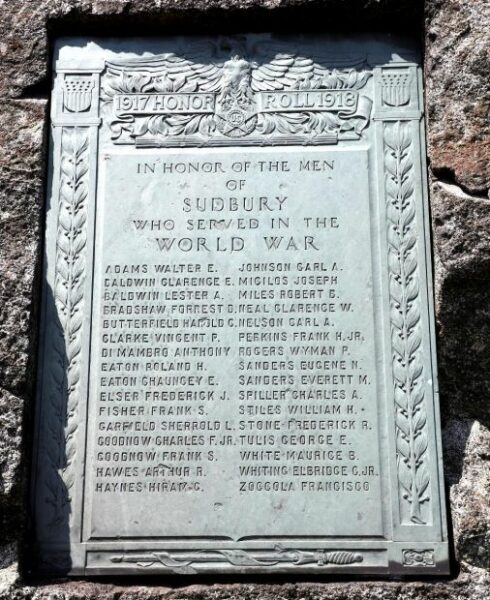 1917 HONOR ROLL 1918
IN HONOR OF THE MEN
OF
SUDBURY
WHO SERVED IN THE
WORLD WAR
ADAMS WALTER E.
BALDWIN CLARENCE E.
BALDWIN LESTER A.
BRADSHAW FORREST D.
BUTTERFIELD HAROLD C.
CLARKE VINCENT P.
DI MAMBRO ANTHONY
EATON ROLAND H.
EATON CHAUNCEY E.
ELSER FREDERICK J.
FISHER FRANK S.
GARFIELD SHERROLD L.
GOODNOW CHARLES F. JR.
GOODNOW FRANK S.
HAWES ARTHUR R.
HAYNES HIRAM C.
JOHNSON CARL A.
MIGILOS JOSEPH
MILES ROBERT B.
NEAL CLARENCE W.
NELSON CARL A.
PERKINS FRANK H. JR.
ROGERS WYMAN P.
SANDERS EUGENE N.
SANDERS EVERETT M.
SPILLER CHARLES A.
STILES WILLIAM H.
STONE FREDERICK R.
TULIS GEORGE E.
WHITE MAURICE B.
WHITING ELBRIDGE C. JR.
ZOCCOLA FRANCISCO